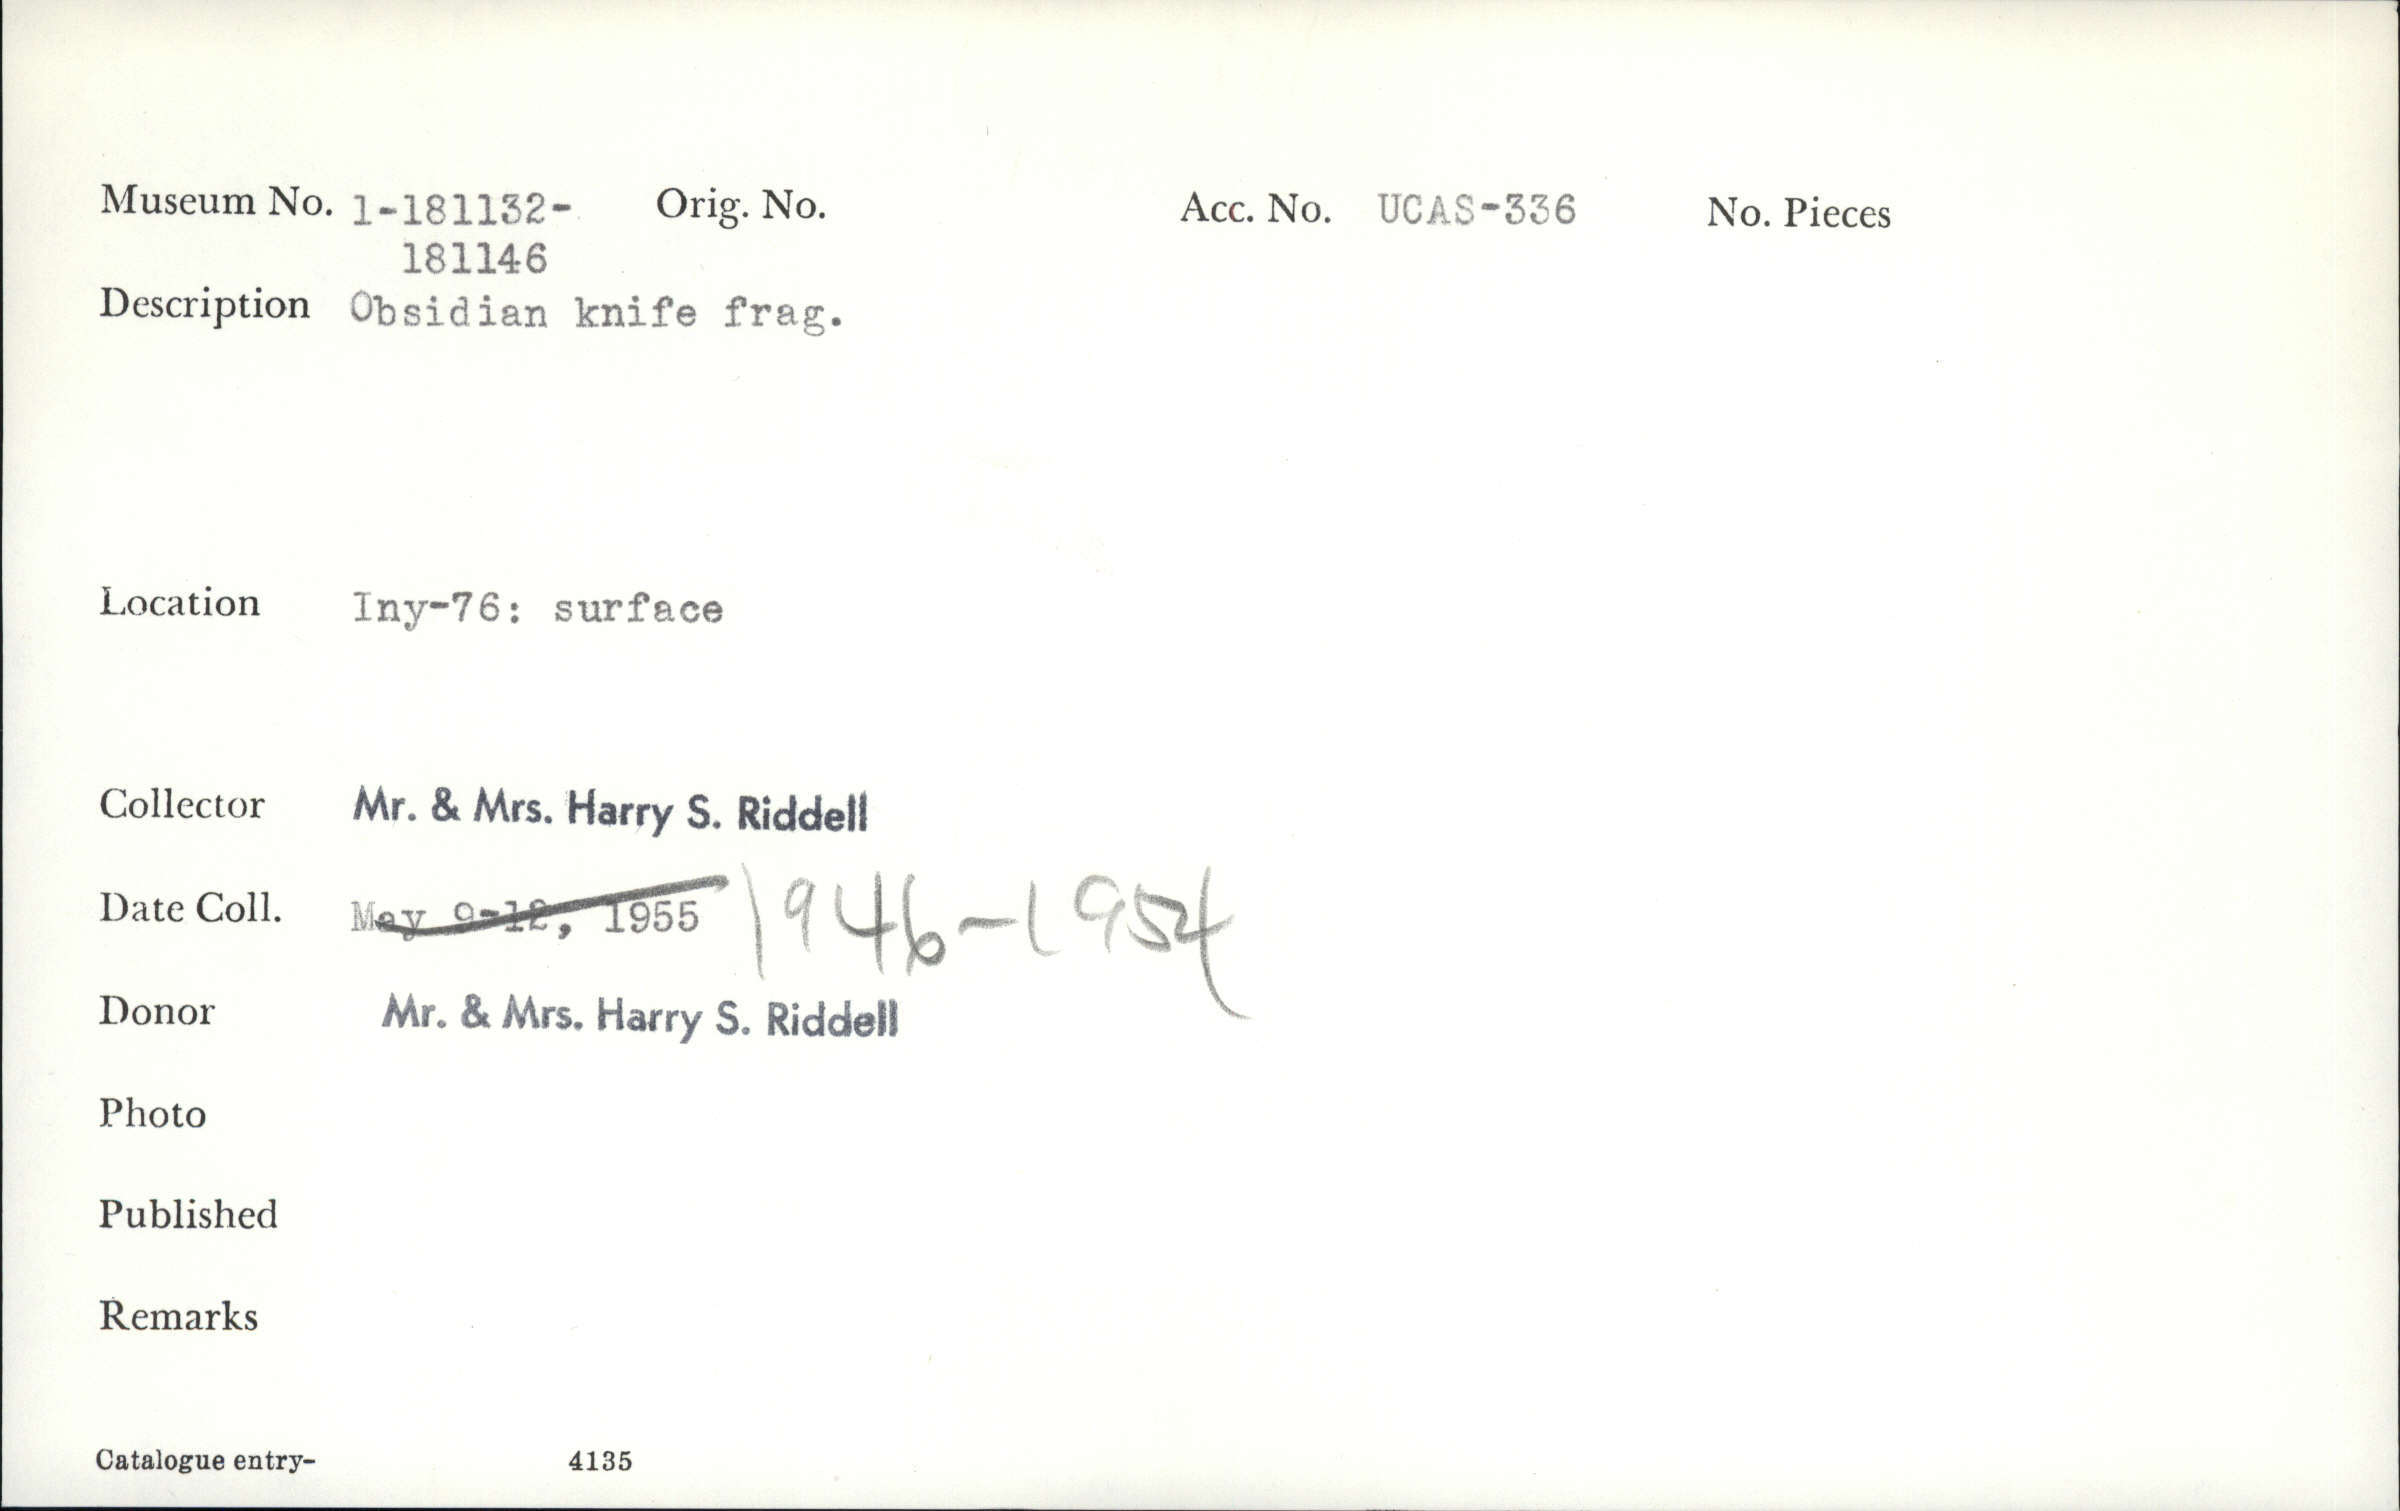 Museum No. 1-181132- Orig. No. Acc. No. UCAS-336 No. Pieces
181146
Description Obsidian knife frag.
Location Iny-76: surface
Collector Mr. & Mrs. Harry S. Riddell
Date Coll. May 9-12, 1955 1946-1954
Donor Mr. & Mrs. Harry S. Riddell
Photo
Published
Remarks
Catalogue entry- 4135